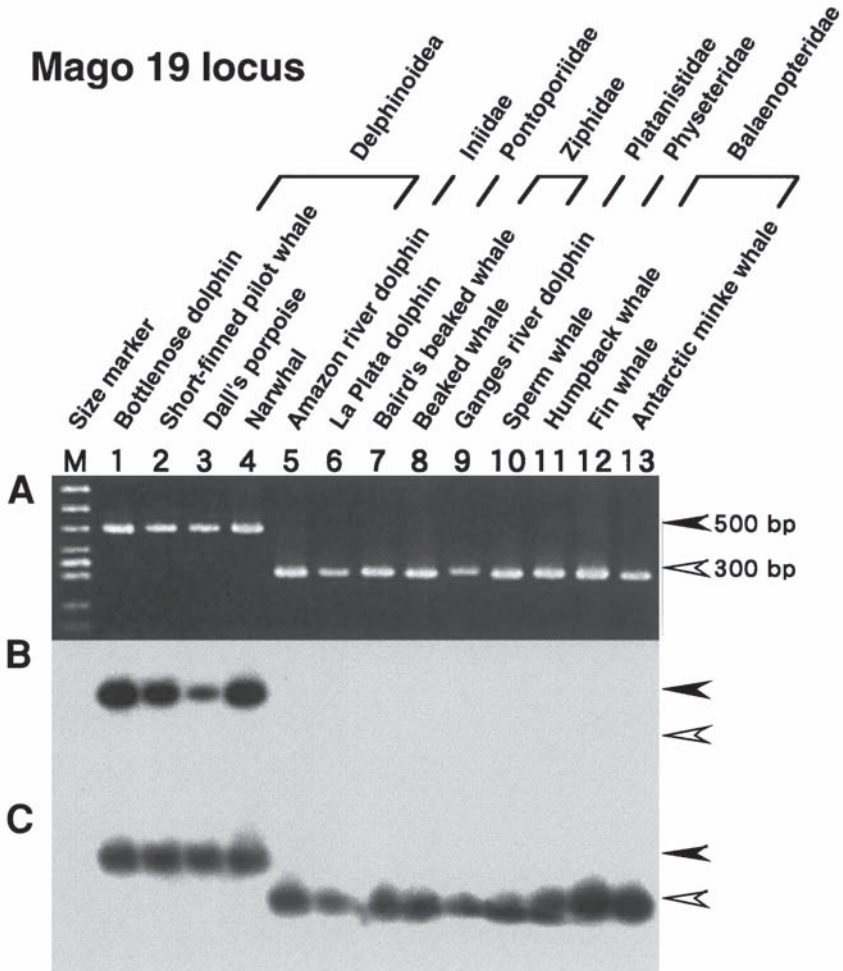 Mago 19 locus
Delphinoidea
Iniidae
Pontoporiidae
Ziphidae
Platanistidae
Physeteridae
Balaenopteridae
Size marker
Bottlenose dolphin
Short-finned pilot whale
Dall's porpoise
Narwhal
Amazon river dolphin
La Plata dolphin
Baird's beaked whale
Beaked whale
Ganges river dolphin
Sperm whale
Humpback whale
Fin whale
Antarctic minke whale
M 1 2 3 4 5 6 7 8 9 10 11 12 13
A
500 bp
300 bp
B
C